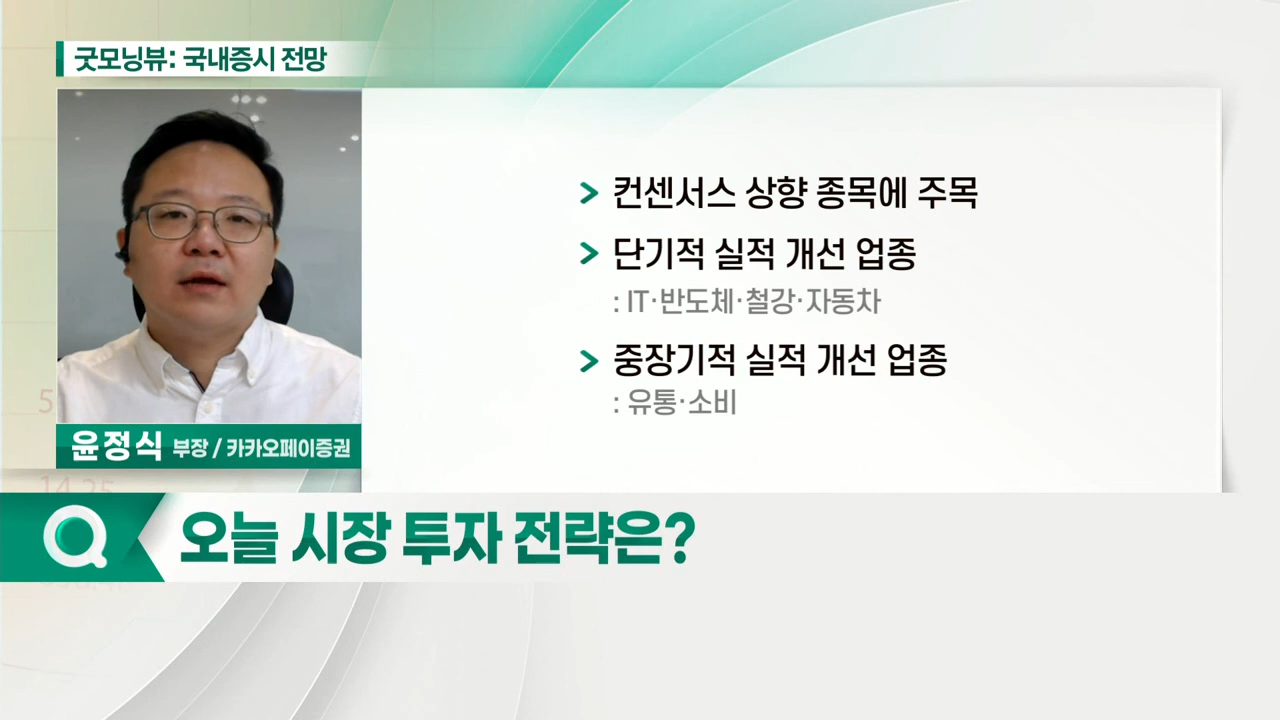 굿모닝뷰: 국내증시 전망
> 컨센서스 상향 종목에 주목
> 단기적 실적 개선 업종
: IT·반도체·철강·자동차
> 중장기적 실적 개선 업종
: 유통·소비
윤정식 부장 / 카카오페이증권
14.25
Q 오늘 시장 투자 전략은?